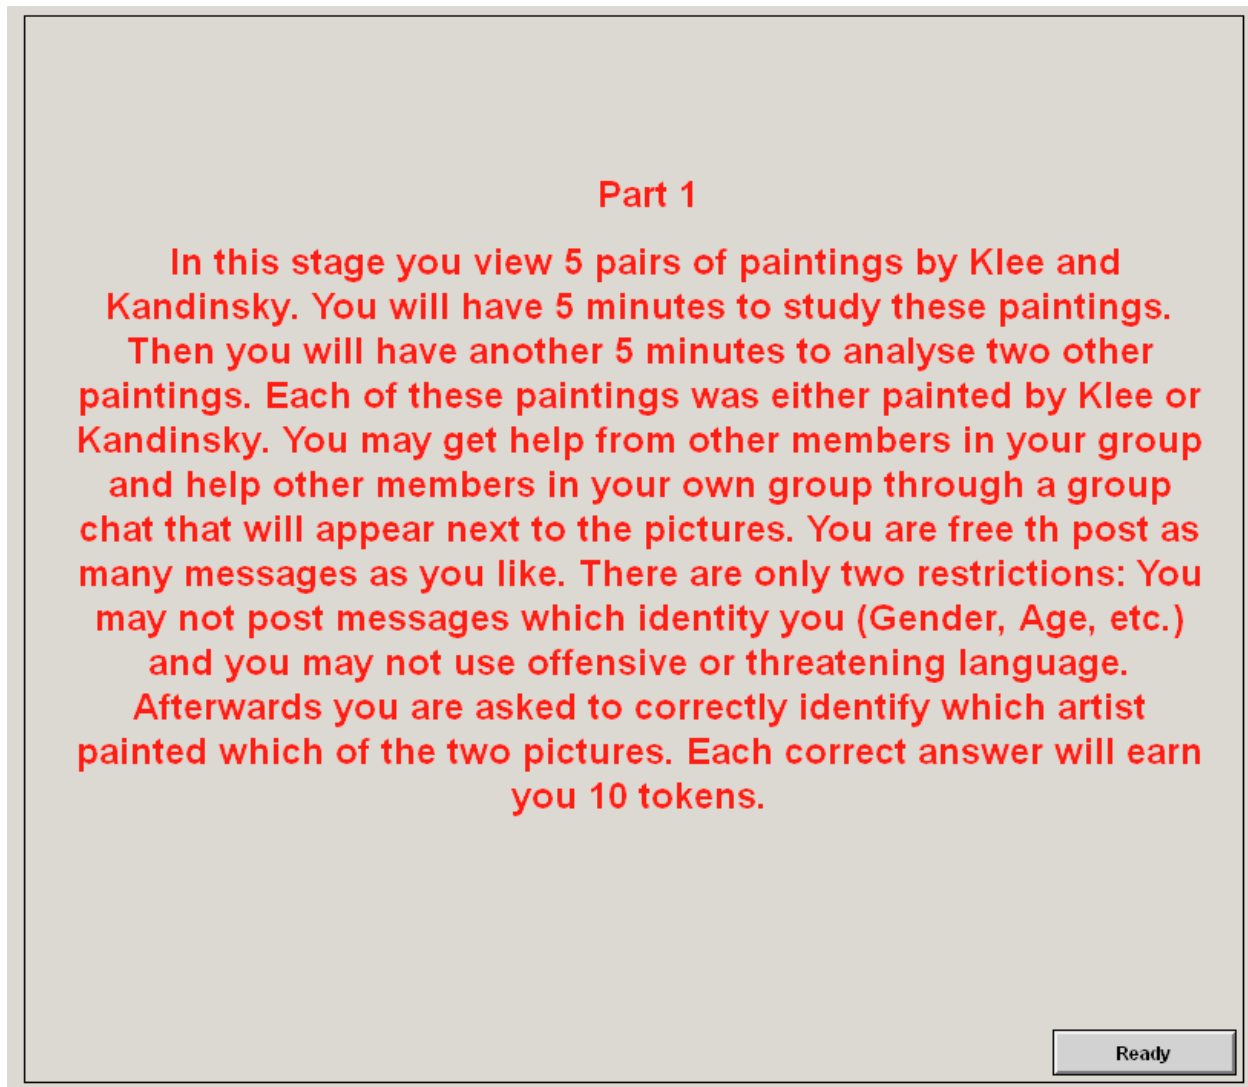 Part 1
In this stage you view 5 pairs of paintings by Klee and
Kandinsky. You will have 5 minutes to study these paintings.
Then you will have another 5 minutes to analyse two other
paintings. Each of these paintings was either painted by Klee or
Kandinsky. You may get help from other members in your group
and help other members in your own group through a group
chat that will appear next to the pictures. You are free th post as
many messages as you like. There are only two restrictions: You
may not post messages which identity you (Gender, Age, etc.)
and you may not use offensive or threatening language.
Afterwards you are asked to correctly identify which artist
painted which of the two pictures. Each correct answer will earn
you 10 tokens.
Ready